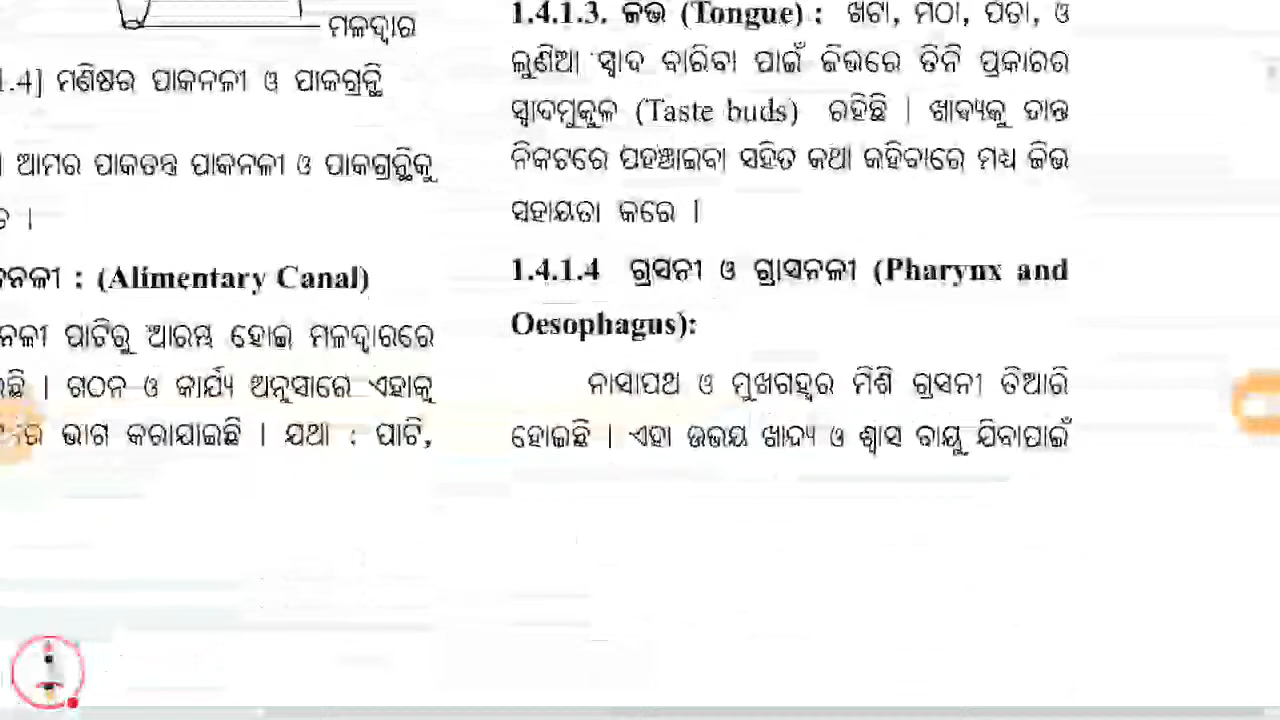 ମଳଦ୍ୱାର
1.4] ମଣିଷର ପାକନଳୀ ଓ ପାକଗ୍ରନ୍ଥି
ଆମର ପାକତନ୍ତ୍ର ପାକନଳୀ ଓ ପାକଗ୍ରନ୍ଥିକୁ
ନଳୀ : (Alimentary Canal)
ନଳୀ ପାଟିରୁ ଆରମ୍ଭ ହୋଇ ମଳଦ୍ୱାରରେ
| ଗଠନ ଓ କାର୍ଯ୍ୟ ଅନୁସାରେ ଏହାକୁ
ଭାଗ କରାଯାଇଛି | ଯଥା : ପାଟି,
1.4.1.3. ଜିଭ (Tongue) : ଖଟା, ମିଠା, ପିତା, ଓ
ଲୁଣିଆ ସ୍ୱାଦ ବାରିବା ପାଇଁ ଜିଭରେ ତିନି ପ୍ରକାରର
ସ୍ୱାଦମୁକୁଳ (Taste buds) ରହିଛି | ଖାଦ୍ୟକୁ ଦାନ୍ତ
ନିକଟରେ ପହଞ୍ଚାଇବା ସହିତ କଥା କହିବାରେ ମଧ୍ୟ ଜିଭ
ସହାୟତା କରେ |
1.4.1.4 ଗ୍ରସନୀ ଓ ଗ୍ରାସନଳୀ (Pharynx and
Oesophagus):
ନାସାପଥ ଓ ମୁଖଗହ୍ୱର ମିଶି ଗ୍ରସନୀ ତିଆରି
ହୋଇଛି | ଏହା ଉଭୟ ଖାଦ୍ୟ ଓ ଶ୍ୱାସ ବାୟୁ ଯିବାପାଇଁ